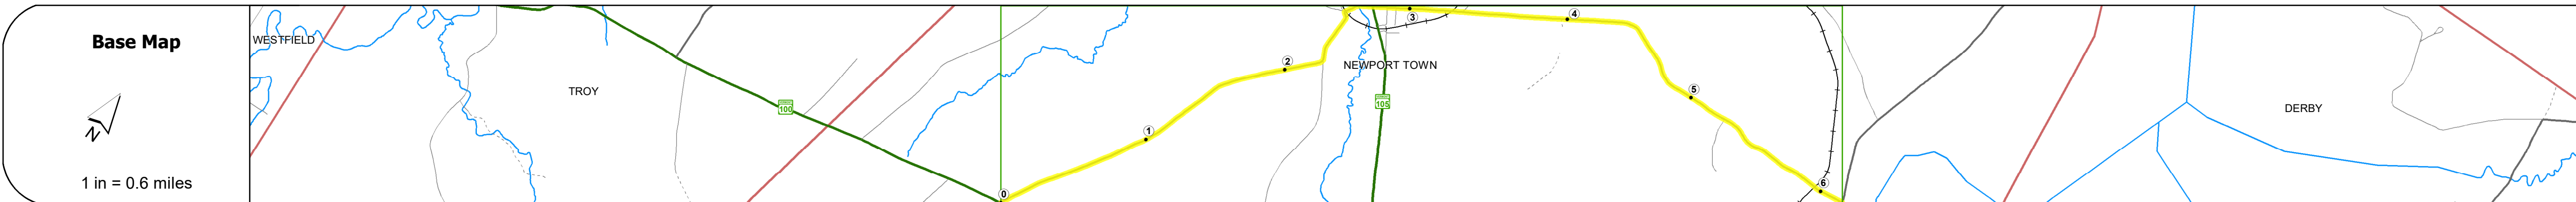 Base Map
N
1 in = 0.6 miles
WESTFIELD
TROY
100
0
1
2
3
NEWPORT TOWN
105
4
5
6
DERBY